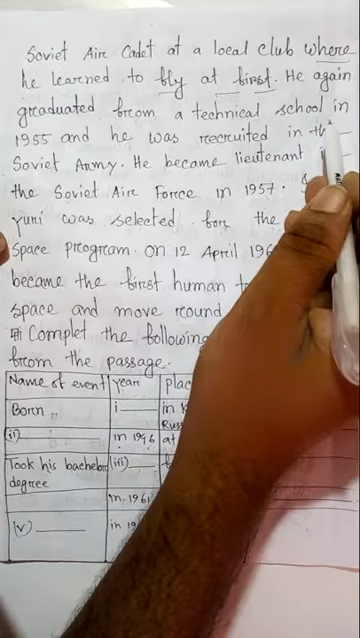 Soviet Air Cadet at a local club where
he learned to fly at first. He again
graduated from a technical school in
1955 and he was recruited in the
Soviet Army. He became lieutenant
the Soviet Air Force in 1957.
Yuri was selected for the
Space program. On 12 April 196
became the first human to
space and move round
Complet the following
from the passage.
Name of event year plac
Born i in K
Russ
(ii) in 1946 at
Took his bachelor (iii)
degree
in 1961
(v) in 19